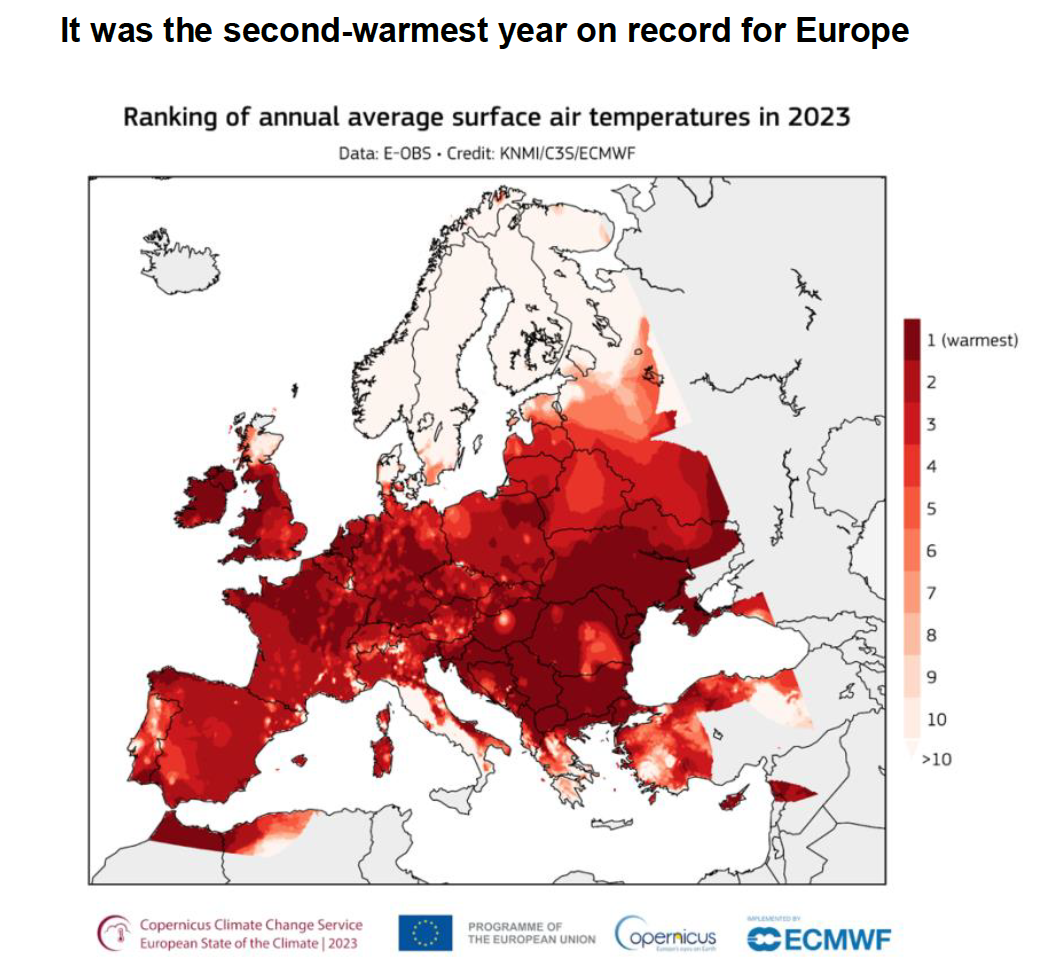 It was the second-warmest year on record for Europe
Ranking of annual average surface air temperatures in 2023
Data: E-OBS • Credit: KNMI/C3S/ECMWF
1 (warmest)
2
3
4
5
6
7
8
9
10
>10
Copernicus Climate Change Service
European State of the Climate | 2023
PROGRAMME OF
THE EUROPEAN UNION
opernicus
Europe's eyes on Earth
IMPLEMENTED BY
ECMWF